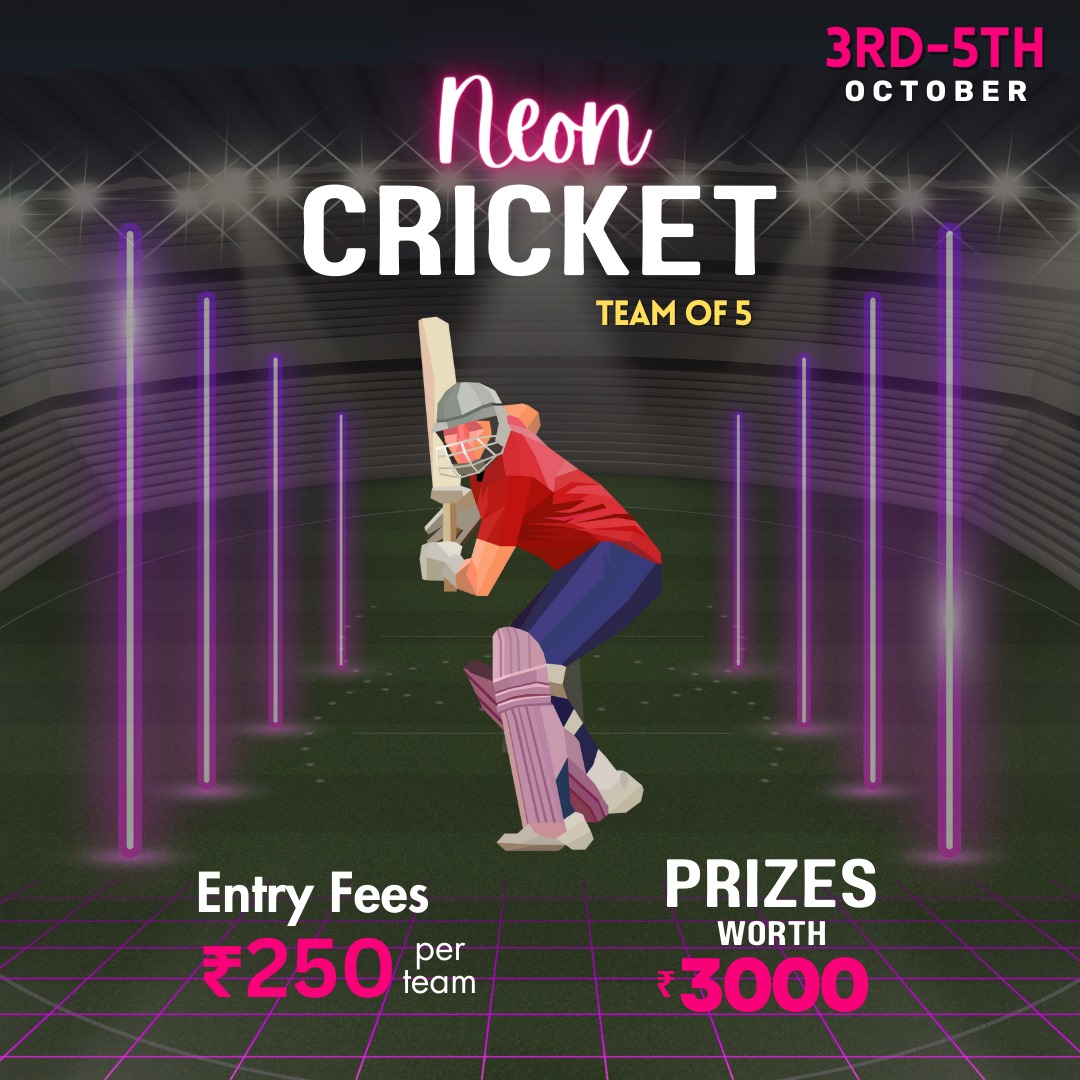 3RD-5TH
OCTOBER
Neon
CRICKET
TEAM OF 5
Entry Fees
₹250 per team
PRIZES
WORTH
₹3000